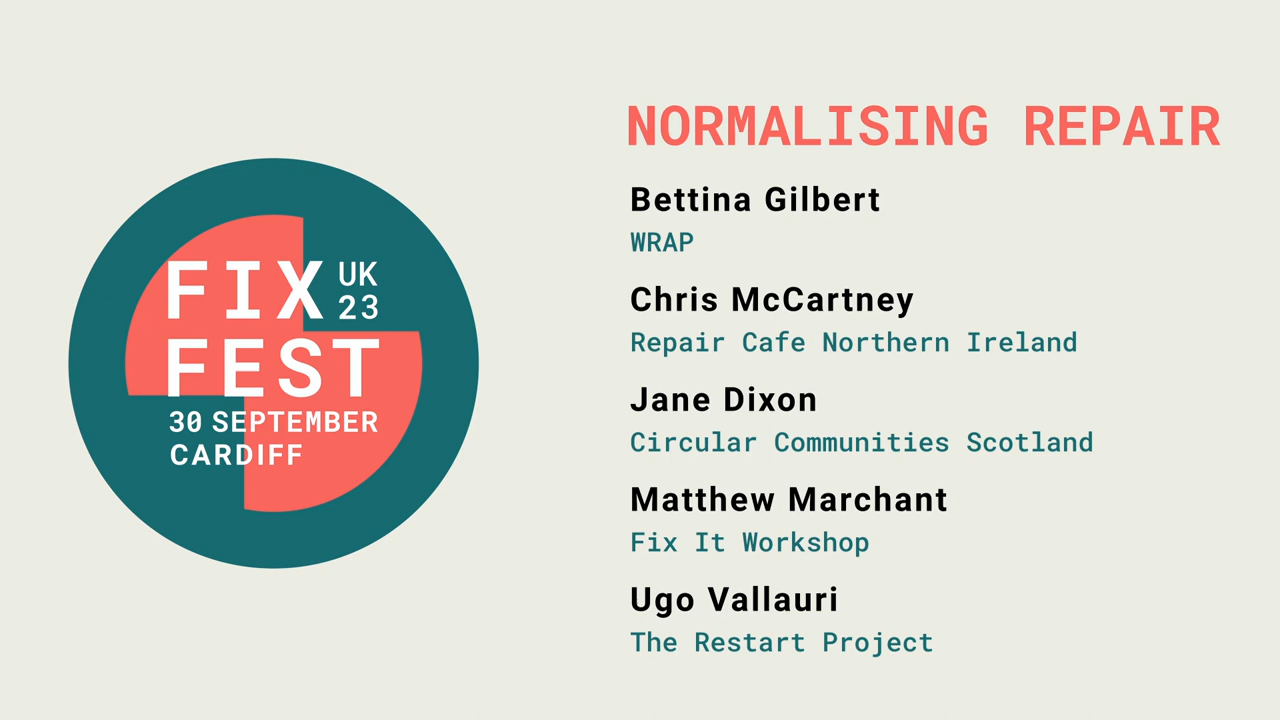 FIX UK 23
FEST
30 SEPTEMBER
CARDIFF
NORMALISING REPAIR
Bettina Gilbert
WRAP
Chris McCartney
Repair Cafe Northern Ireland
Jane Dixon
Circular Communities Scotland
Matthew Marchant
Fix It Workshop
Ugo Vallauri
The Restart Project